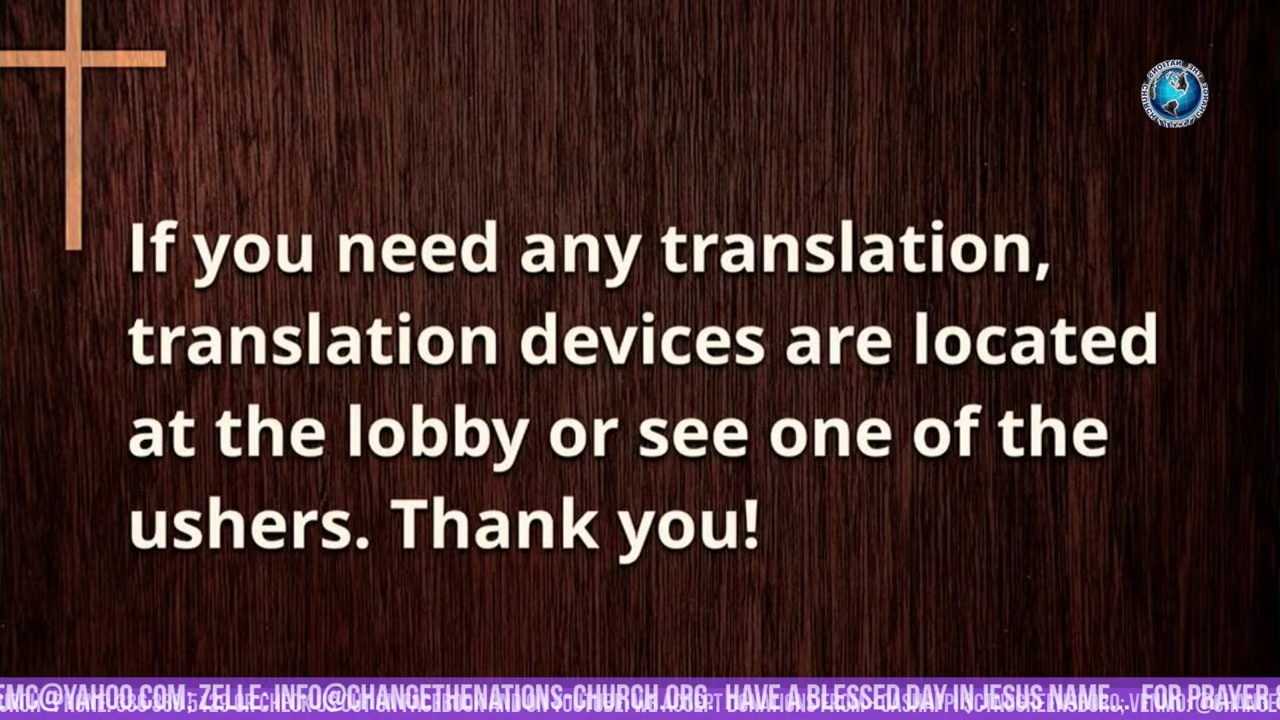 If you need any translation,
translation devices are located
at the lobby or see one of the
ushers. Thank you!
EMC@YAHOO.COM; ZELLE: INFO@CHANGETHENATIONS-CHURCH.ORG HAVE A BLESSED DAY IN JESUS NAME... FOR PRAYER